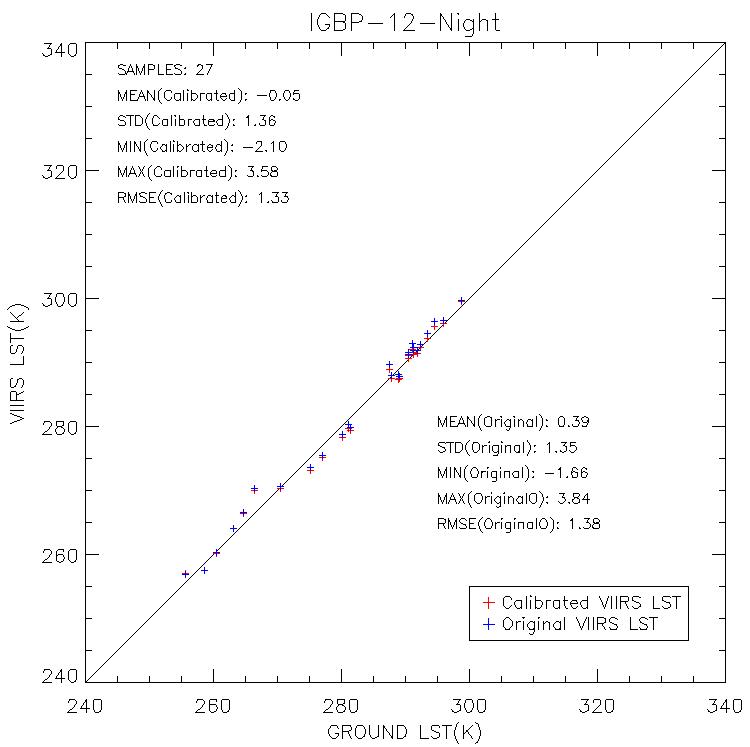 IGBP-12-Night
340
320
300
280
260
240
VIIRS LST(K)
SAMPLES: 27
MEAN(Calibrated): -0.05
STD(Calibrated): 1.36
MIN(Calibrated): -2.10
MAX(Calibrated): 3.58
RMSE(Calibrated): 1.33
MEAN(Original): 0.39
STD(Original): 1.35
MIN(Original): -1.66
MAX(OriginalO): 3.84
RMSE(OriginalO): 1.38
Calibrated VIIRS LST
Original VIIRS LST
240 260 280 300 320 340
GROUND LST(K)